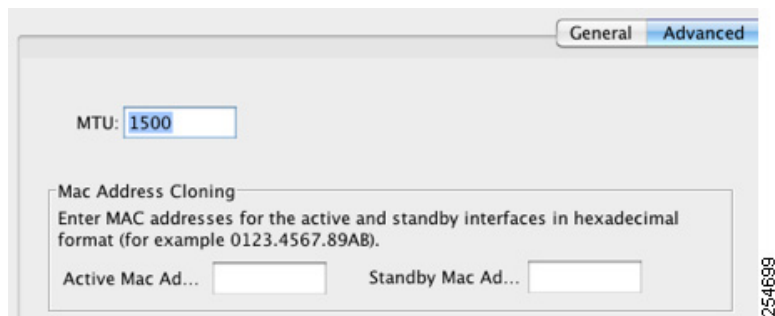 General Advanced
MTU: 1500
Mac Address Cloning
Enter MAC addresses for the active and standby interfaces in hexadecimal
format (for example 0123.4567.89AB).
Active Mac Ad... Standby Mac Ad...
254699